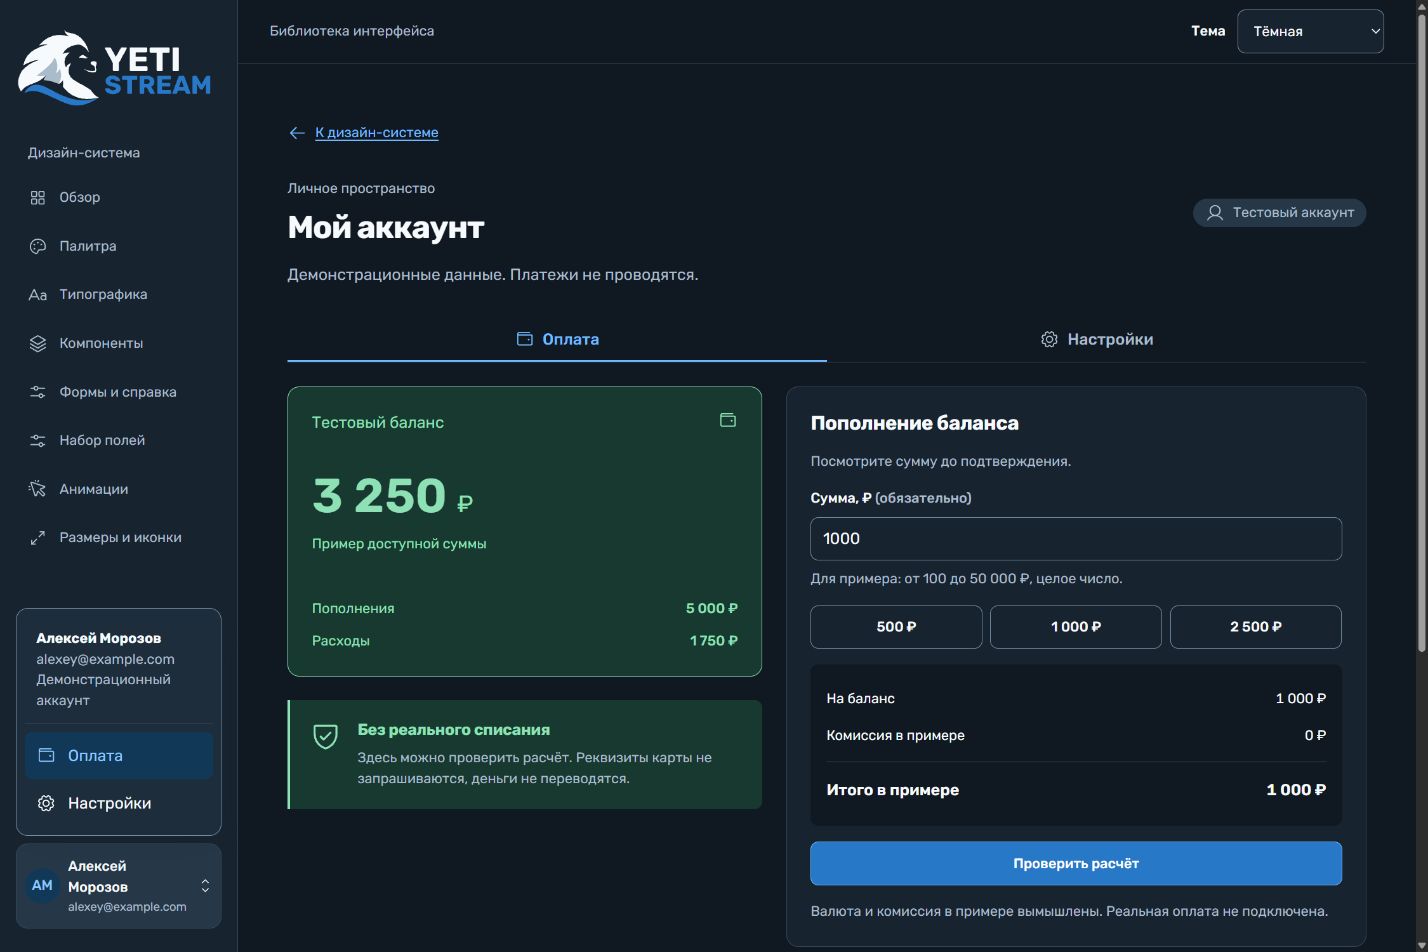 YETI
STREAM
Дизайн-система
Обзор
Палитра
Aa Типографика
Компоненты
Формы и справка
Набор полей
Анимации
Размеры и иконки
Алексей Морозов
alexey@example.com
Демонстрационный
аккаунт
Оплата
Настройки
АМ
Алексей
Морозов
alexey@example.com
Библиотека интерфейса
Тема
Тёмная
К дизайн-системе
Личное пространство
Мой аккаунт
Тестовый аккаунт
Демонстрационные данные. Платежи не проводятся.
Оплата
Настройки
Тестовый баланс
3 250 ₽
Пример доступной суммы
Пополнения 5 000 ₽
Расходы 1 750 ₽
Без реального списания
Здесь можно проверить расчёт. Реквизиты карты не
запрашиваются, деньги не переводятся.
Пополнение баланса
Посмотрите сумму до подтверждения.
Сумма, ₽ (обязательно)
1000
Для примера: от 100 до 50 000 ₽, целое число.
500 ₽ 1 000 ₽ 2 500 ₽
На баланс 1 000 ₽
Комиссия в примере 0 ₽
Итого в примере 1 000 ₽
Проверить расчёт
Валюта и комиссия в примере вымышлены. Реальная оплата не подключена.